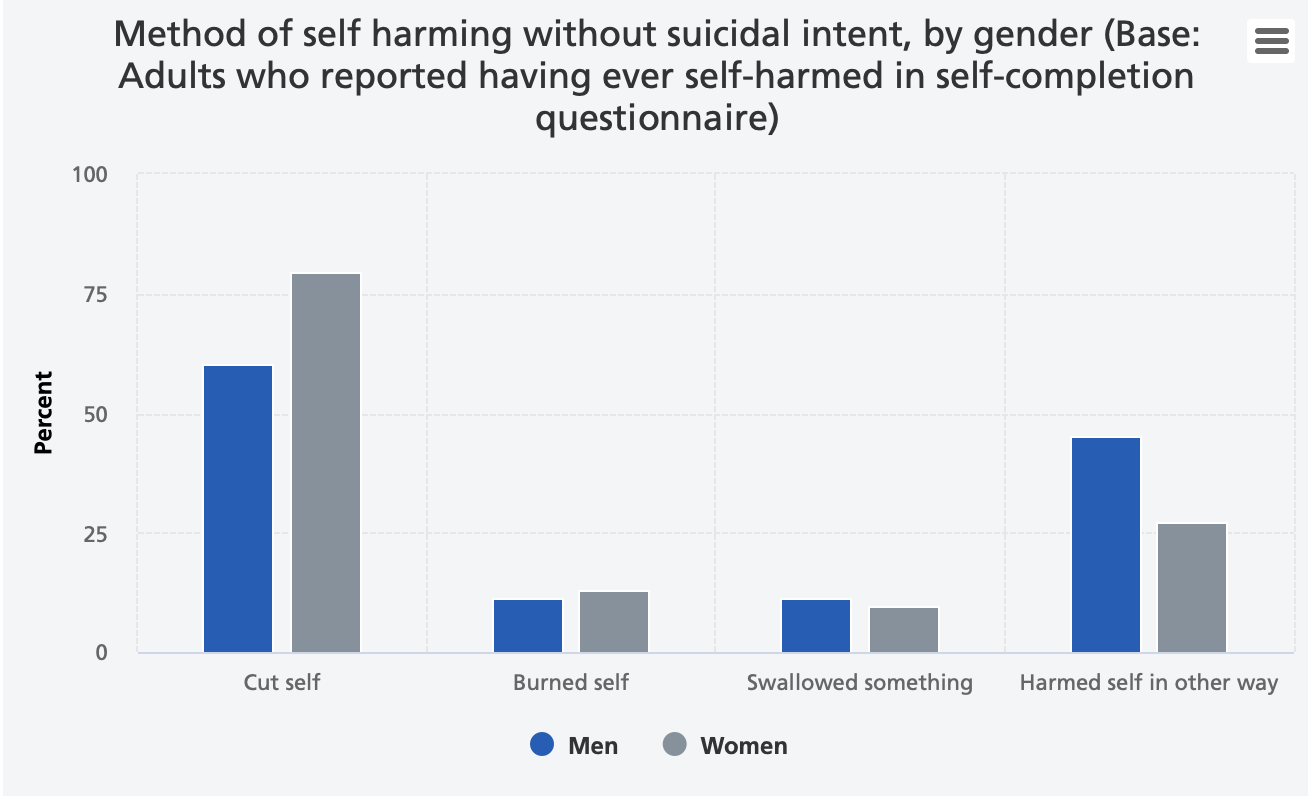 Method of self harming without suicidal intent, by gender (Base:
Adults who reported having ever self-harmed in self-completion
questionnaire)
100
75
50
25
0
Percent
Cut self
Burned self
Swallowed something
Harmed self in other way
Men
Women